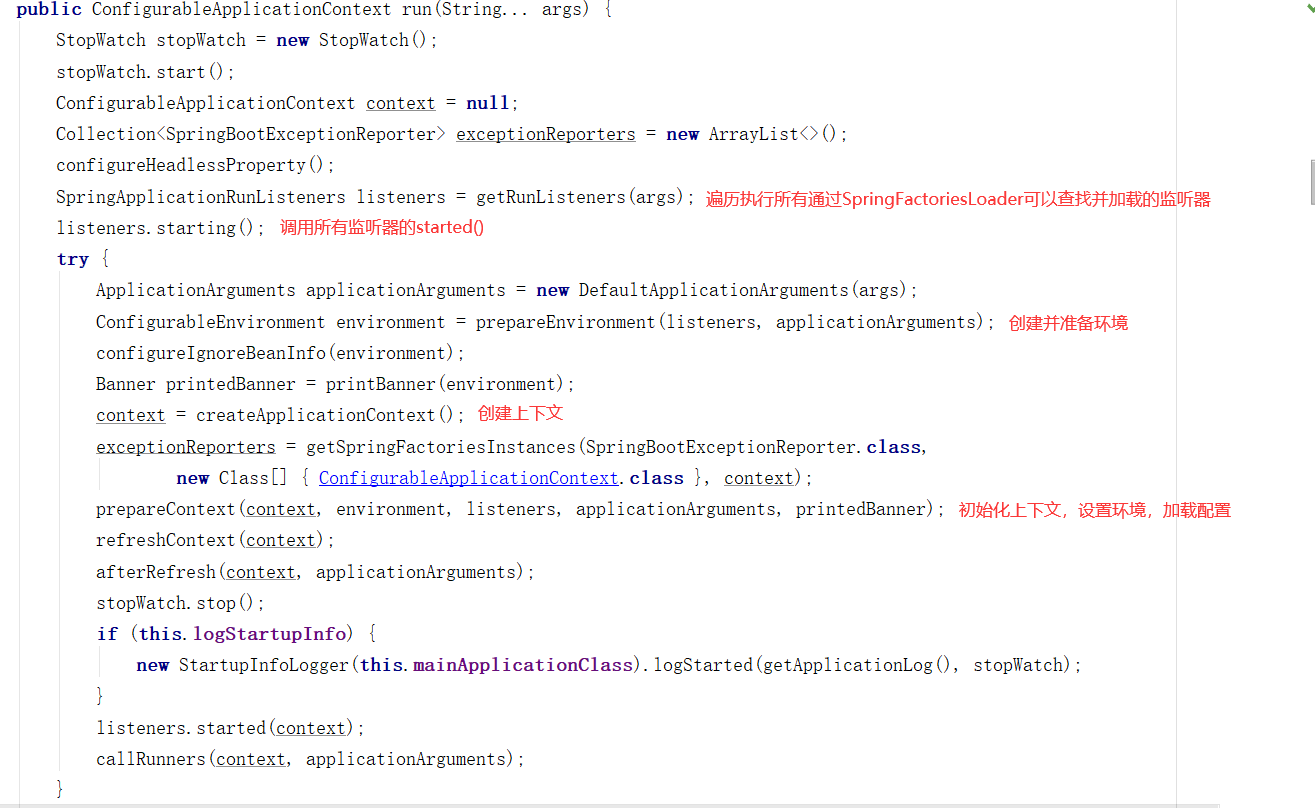 public ConfigurableApplicationContext run(String... args) {
StopWatch stopWatch = new StopWatch();
stopWatch.start();
ConfigurableApplicationContext context = null;
Collection<SpringBootExceptionReporter> exceptionReporters = new ArrayList<>();
configureHeadlessProperty();
SpringApplicationRunListeners listeners = getRunListeners(args); 遍历执行所有通过SpringFactoriesLoader可以查找并加载的监听器
listeners.starting(); 调用所有监听器的started()
try {
ApplicationArguments applicationArguments = new DefaultApplicationArguments(args);
ConfigurableEnvironment environment = prepareEnvironment(listeners, applicationArguments); 创建并准备环境
configureIgnoreBeanInfo(environment);
Banner printedBanner = printBanner(environment);
context = createApplicationContext(); 创建上下文
exceptionReporters = getSpringFactoriesInstances(SpringBootExceptionReporter.class,
new Class[] { ConfigurableApplicationContext.class }, context);
prepareContext(context, environment, listeners, applicationArguments, printedBanner); 初始化上下文，设置环境，加载配置
refreshContext(context);
afterRefresh(context, applicationArguments);
stopWatch.stop();
if (this.logStartupInfo) {
new StartupInfoLogger(this.mainApplicationClass).logStarted(getApplicationLog(), stopWatch);
}
listeners.started(context);
callRunners(context, applicationArguments);
}